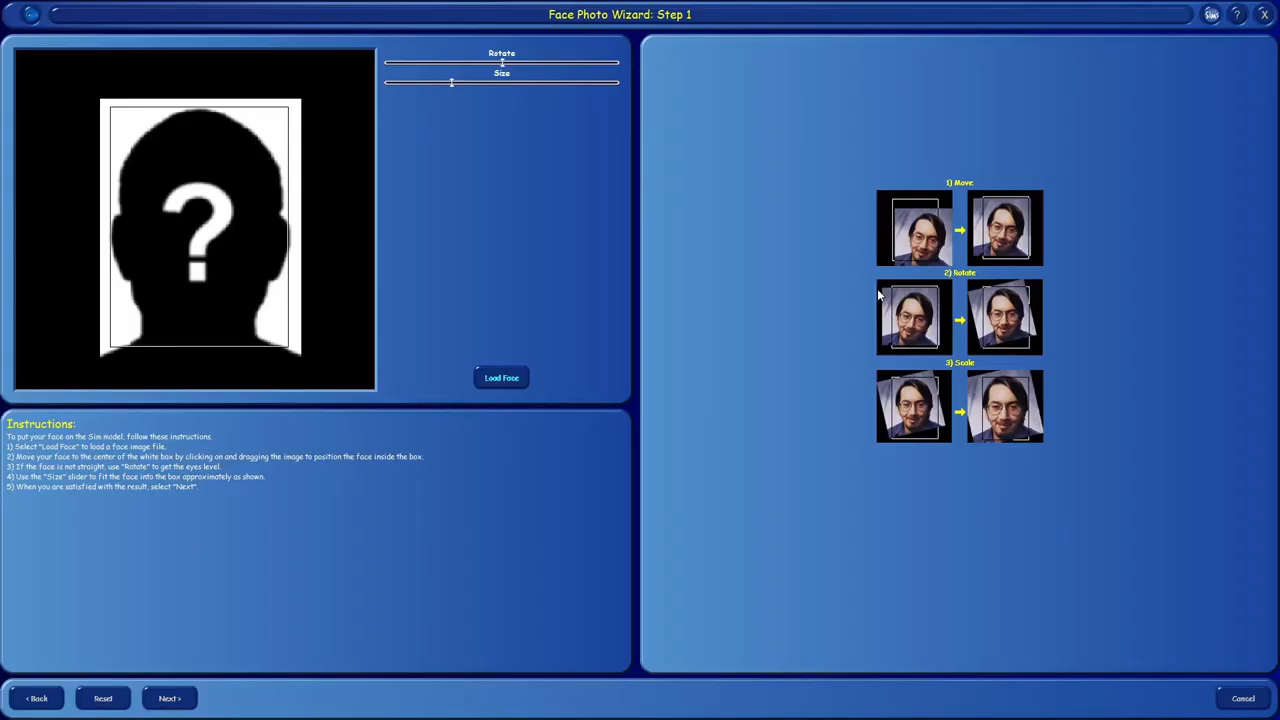 Face Photo Wizard: Step 1
SIMS
?
X
Rotate
Size
?
Load Face
1) Move
2) Rotate
3) Scale
Instructions:
To put your face on the Sim model, follow these instructions.
1) Select "Load Face" to load a face image file.
2) Move your face to the center of the white box by clicking on and dragging the image to position the face inside the box.
3) If the face is not straight, use "Rotate" to get the eyes level.
4) Use the "Size" slider to fit the face into the box approximately as shown.
5) When you are satisfied with the result, select "Next".
< Back
Reset
Next >
Cancel